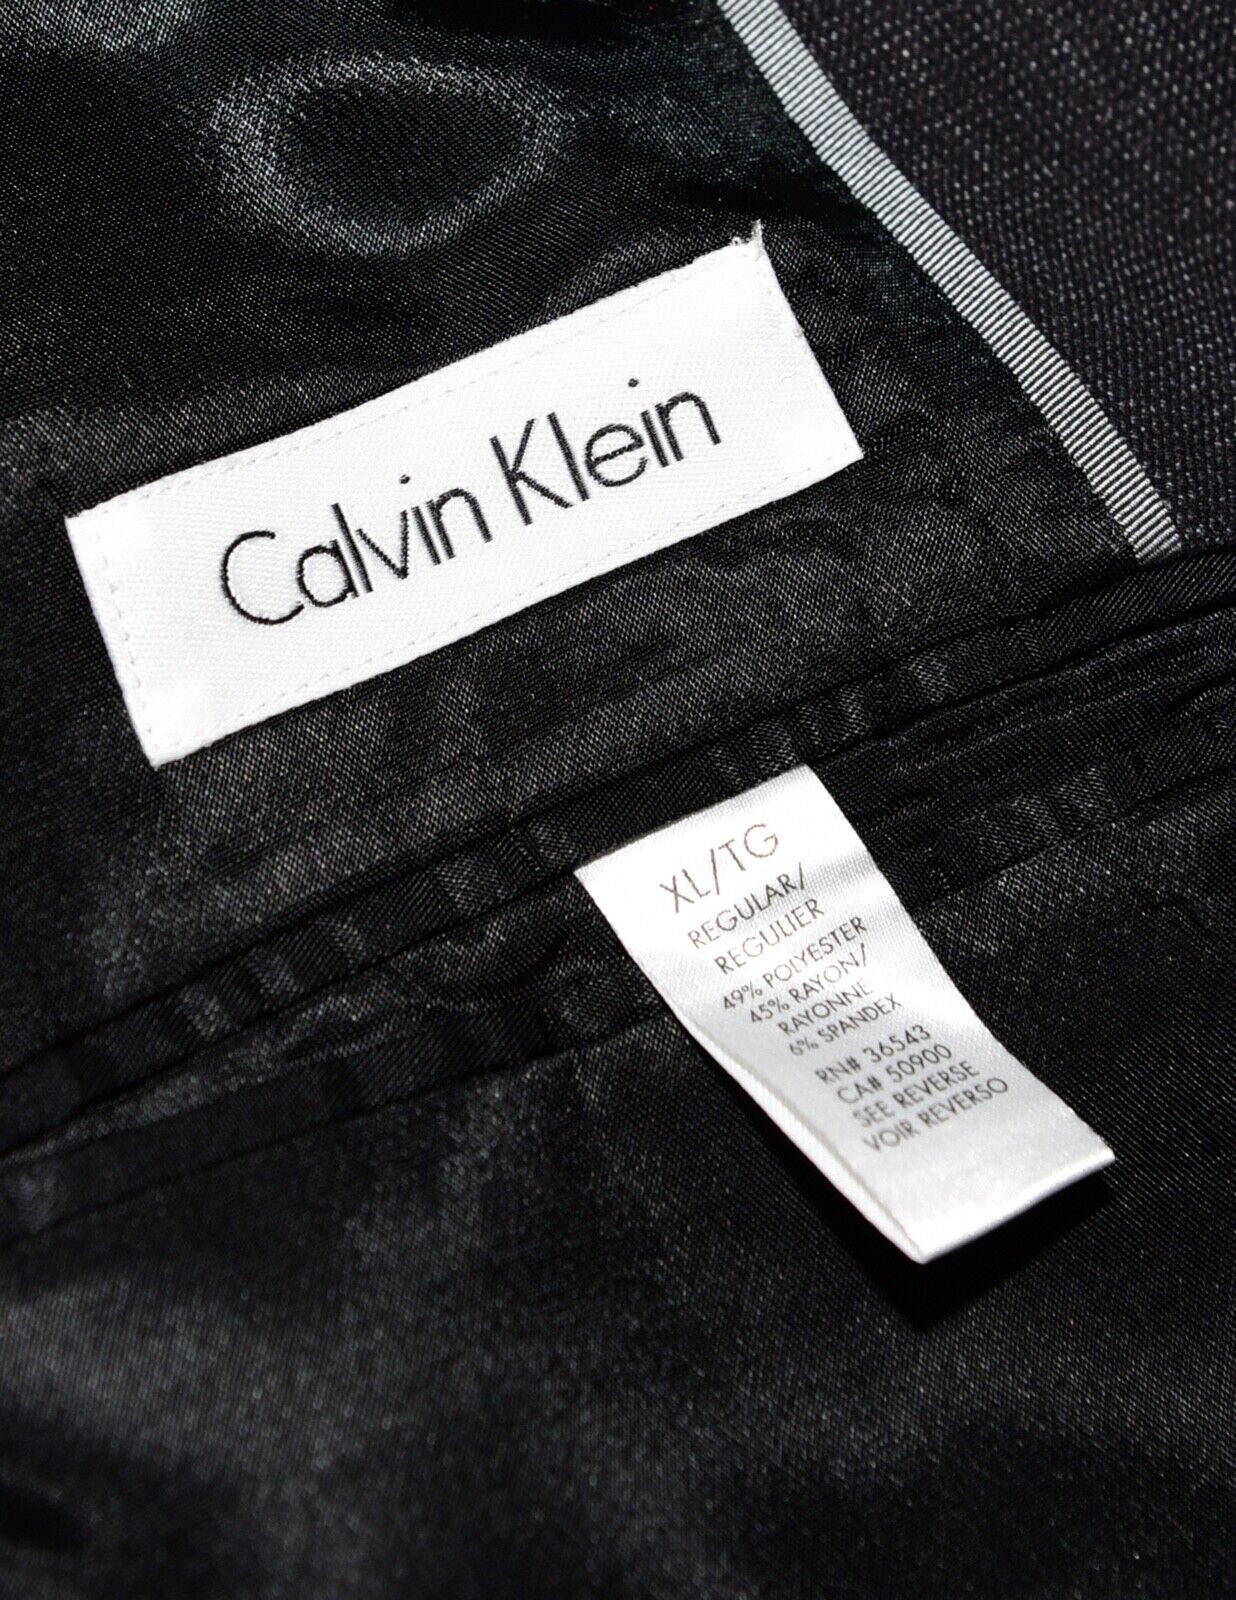 Calvin Klein
XL/TG
REGULAR/
REGULIER
49% POLYESTER
45% RAYON/
RAYONNE
6% SPANDEX
RN# 36543
CA# 50900
SEE REVERSE
VOIR REVERSO